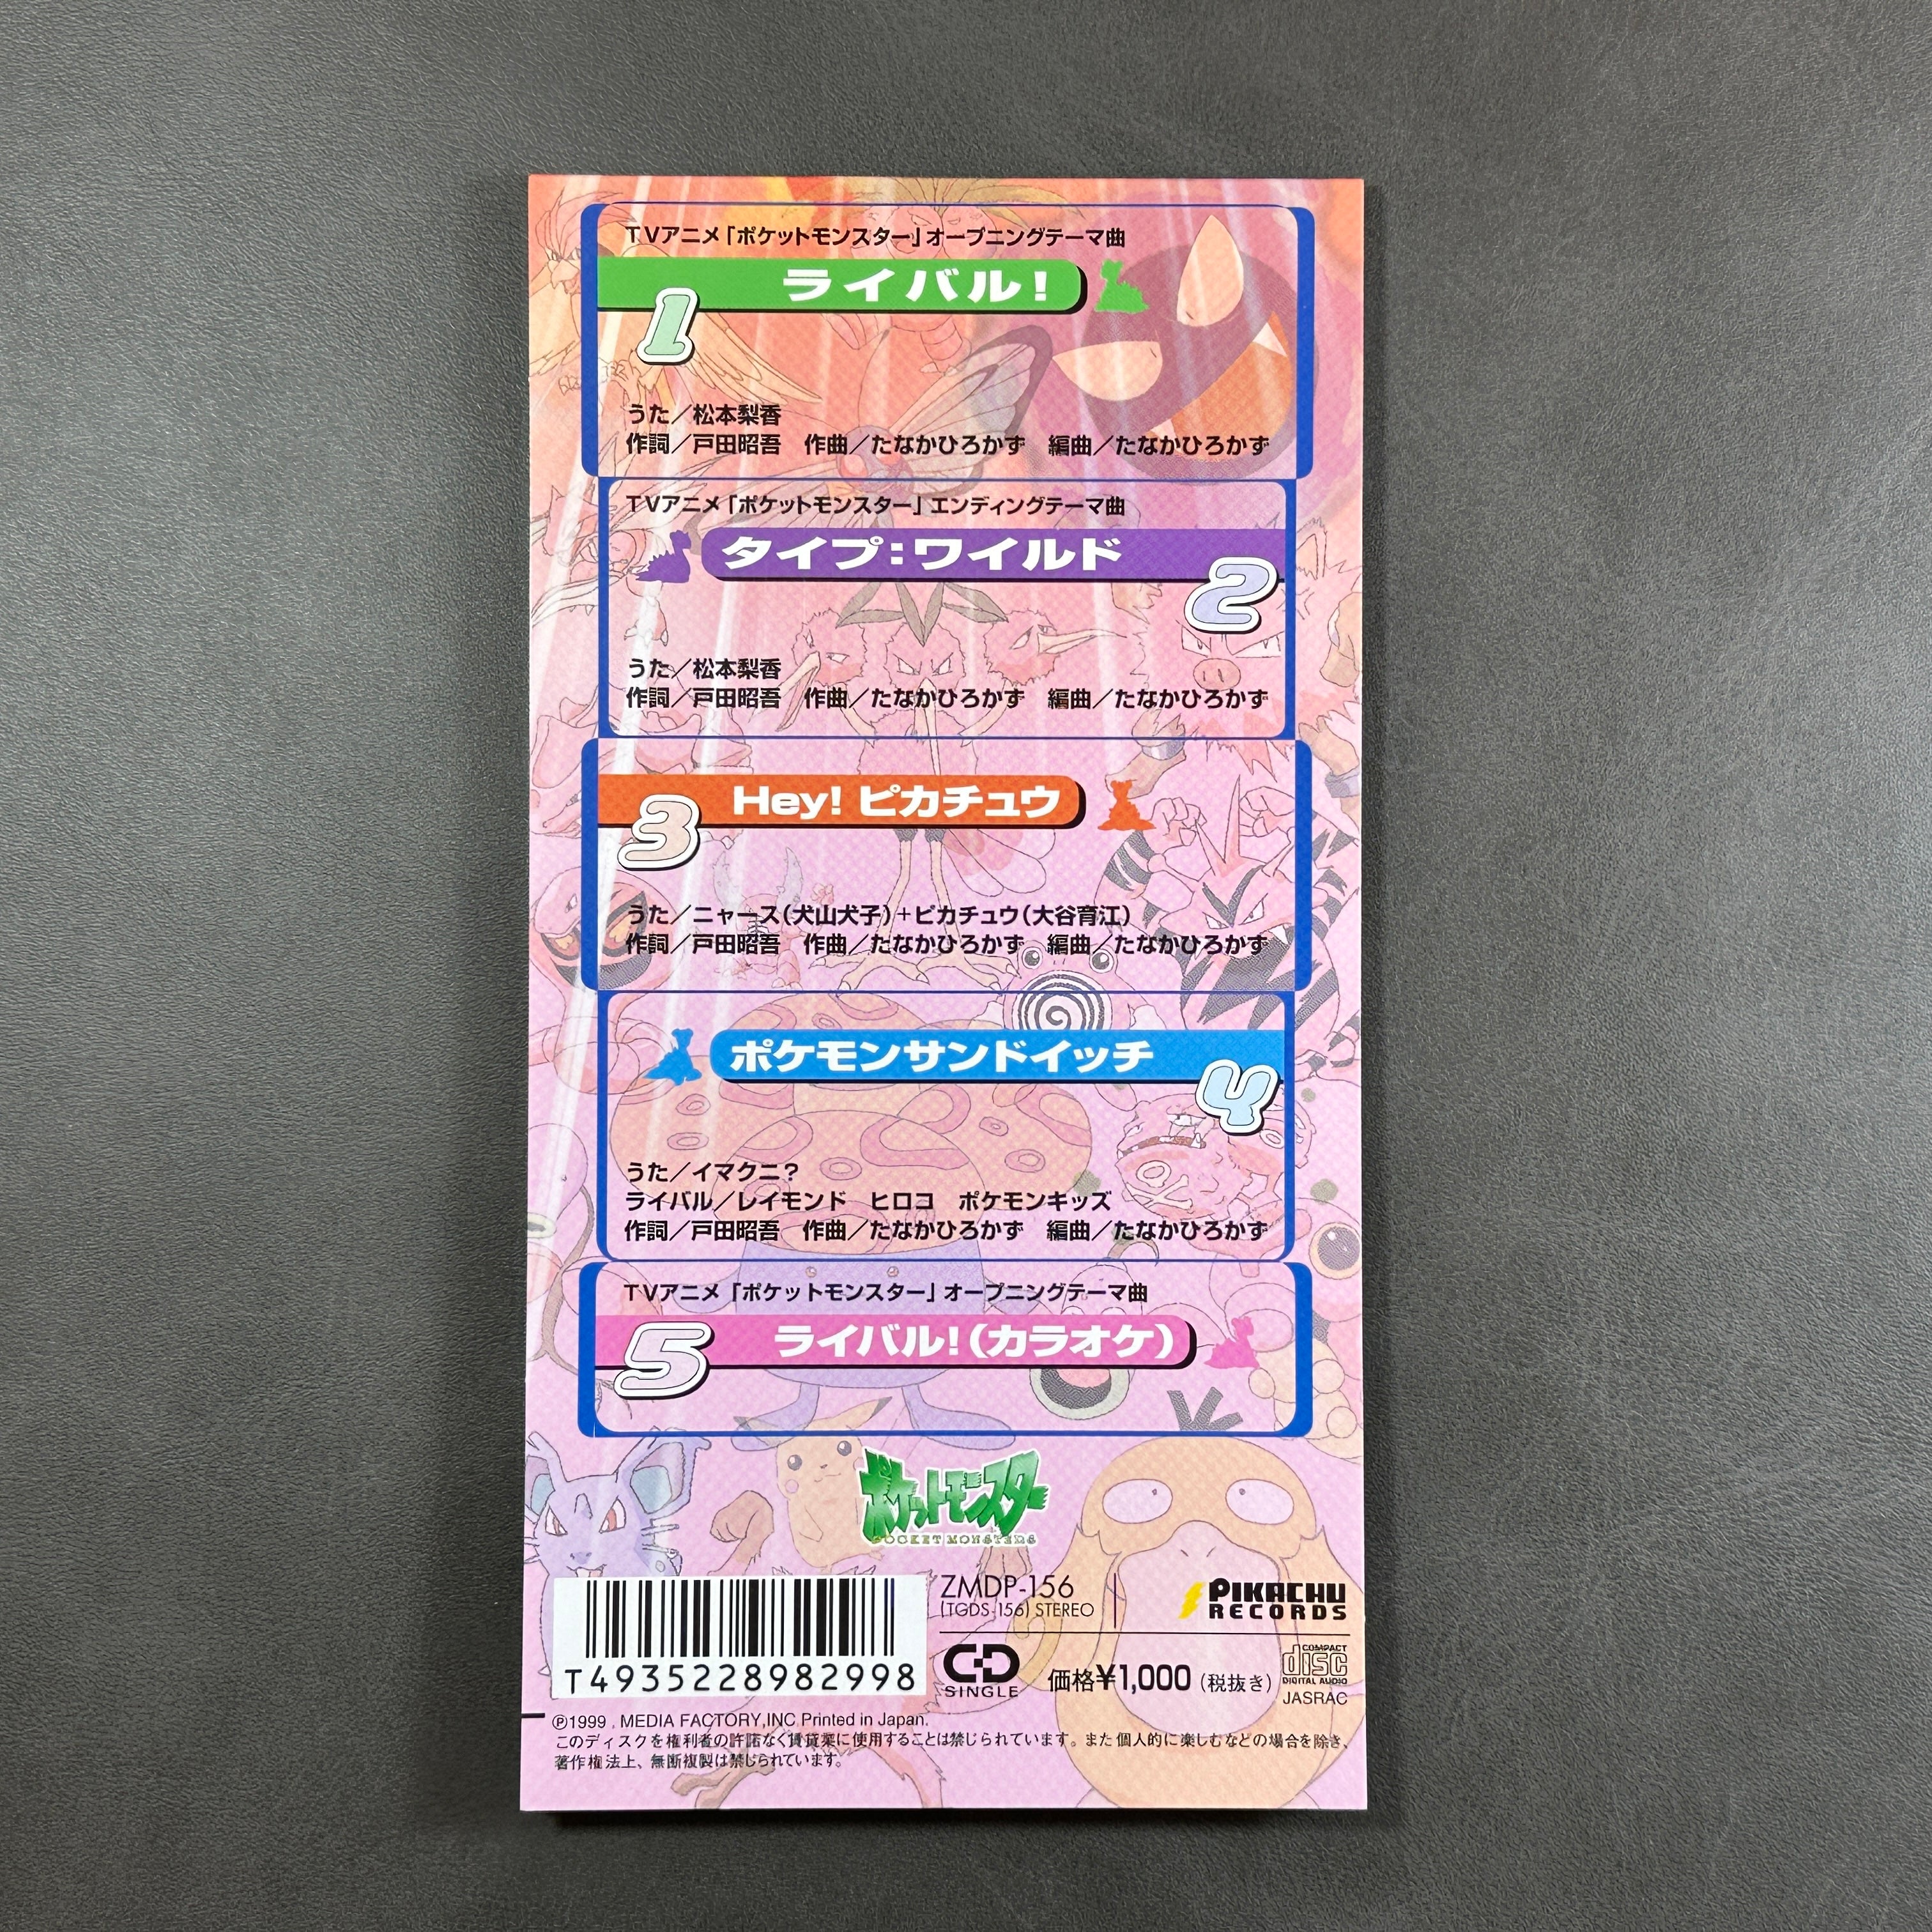 TVアニメ「ポケットモンスター」オープニングテーマ曲
ライバル!
1
うた／松本梨香
作詞／戸田昭吾 作曲／たなかひろかず 編曲／たなかひろかず
TVアニメ「ポケットモンスター」エンディングテーマ曲
タイプ:ワイルド
2
うた／松本梨香
作詞／戸田昭吾 作曲／たなかひろかず 編曲／たなかひろかず
Hey! ピカチュウ
3
うた／ニャース(犬山犬子)+ピカチュウ(大谷育江)
作詞／戸田昭吾 作曲／たなかひろかず 編曲／たなかひろかず
ポケモンサンドイッチ
4
うた／イマクニ?
ライバル／レイモンド ヒロコ ポケモンキッズ
作詞／戸田昭吾 作曲／たなかひろかず 編曲／たなかひろかず
TVアニメ「ポケットモンスター」オープニングテーマ曲
5 ライバル!(カラオケ)
ポケットモンスター
POCKET MONSTERS
ZMDP-156
(TGDS-156) STEREO
PIKACHU
RECORDS
T4935228982998
CD
SINGLE
価格¥1,000(税抜き)
COMPACT
disc
DIGITAL AUDIO
JASRAC
Ⓟ1999. MEDIA FACTORY,INC Printed in Japan.
このディスクを権利者の許諾なく賃貸業に使用することは禁じられています。また個人的に楽しむなどの場合を除き、
著作権法上、無断複製は禁じられています。